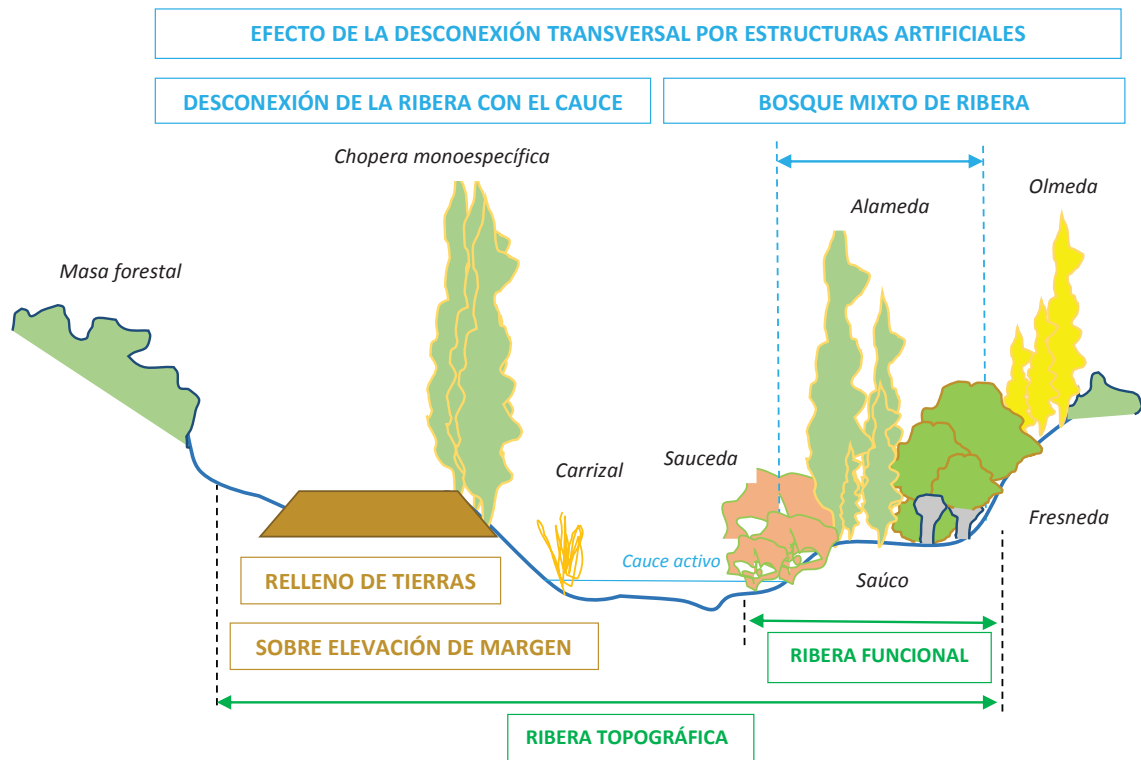 EFECTO DE LA DESCONEXIÓN TRANSVERSAL POR ESTRUCTURAS ARTIFICIALES
DESCONEXIÓN DE LA RIBERA CON EL CAUCE
BOSQUE MIXTO DE RIBERA
Chopera monoespecífica
Olmeda
Alameda
Masa forestal
Carrizal
Sauceda
Fresneda
Cauce activo
Saúco
RELLENO DE TIERRAS
SOBRE ELEVACIÓN DE MARGEN
RIBERA FUNCIONAL
RIBERA TOPOGRÁFICA